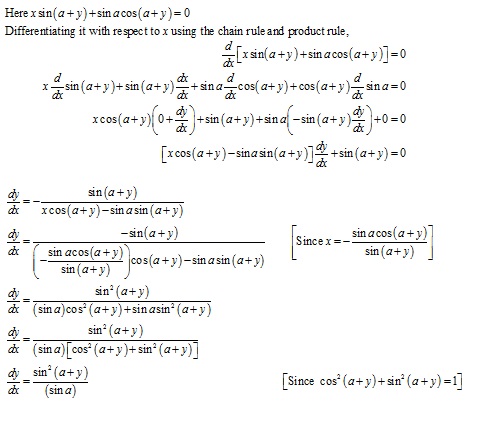 Here x sin(a+y)+sin a cos(a+y)=0
Differentiating it with respect to x using the chain rule and product rule,
d/dx[x sin(a+y)+sin a cos(a+y)]=0
x d/dx sin(a+y)+sin(a+y) dx/dx+sin a d/dx cos(a+y)+cos(a+y) d/dx sin a=0
x cos(a+y)(0+dy/dx)+sin(a+y)+sin a(−sin(a+y) dy/dx)+0=0
[x cos(a+y)−sin a sin(a+y)] dy/dx+sin(a+y)=0
dy/dx=−sin(a+y)/(x cos(a+y)−sin a sin(a+y))
dy/dx=−sin(a+y)/((−sin a cos(a+y)/sin(a+y))cos(a+y)−sin a sin(a+y)) [Since x=−sin a cos(a+y)/sin(a+y)]
dy/dx=sin²(a+y)/((sin a)cos²(a+y)+sin a sin²(a+y))
dy/dx=sin²(a+y)/((sin a)[cos²(a+y)+sin²(a+y)])
dy/dx=sin²(a+y)/(sin a) [Since cos²(a+y)+sin²(a+y)=1]